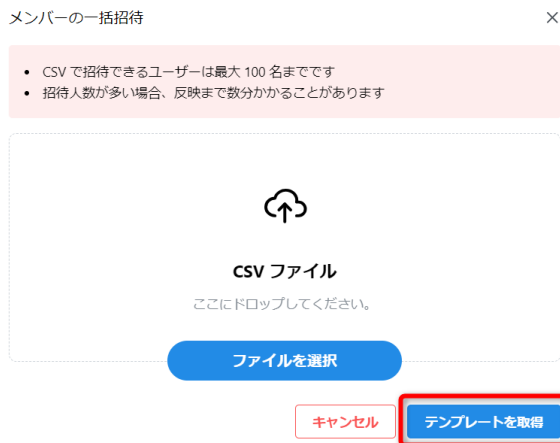 メンバーの一括招待
• CSV で招待できるユーザーは最大 100 名までです
• 招待人数が多い場合、反映まで数分かかることがあります
CSV ファイル
ここにドロップしてください。
ファイルを選択
キャンセル
テンプレートを取得